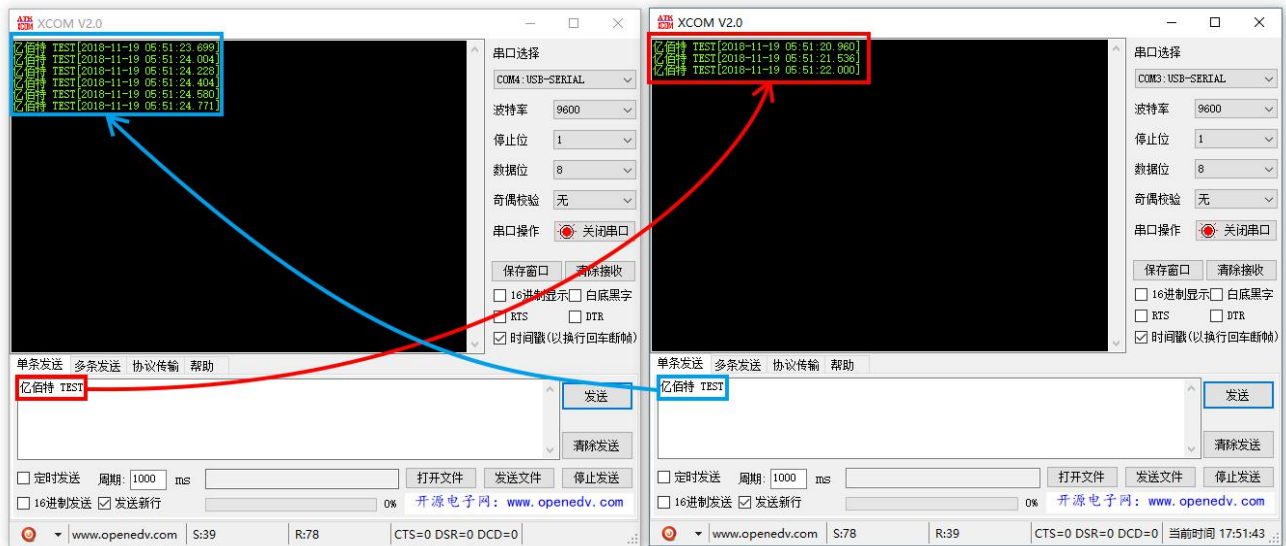 ATK XCOM XCOM V2.0
亿佰特 TEST[2018-11-19 05:51:23.699]
亿佰特 TEST[2018-11-19 05:51:24.004]
亿佰特 TEST[2018-11-19 05:51:24.228]
亿佰特 TEST[2018-11-19 05:51:24.404]
亿佰特 TEST[2018-11-19 05:51:24.580]
亿佰特 TEST[2018-11-19 05:51:24.771]
串口选择
COM4:USB-SERIAL
波特率 9600
停止位 1
数据位 8
奇偶校验 无
串口操作 关闭串口
保存窗口 清除接收
16进制显示 白底黑字
RTS DTR
时间戳(以换行回车断帧)
单条发送 多条发送 协议传输 帮助
亿佰特 TEST
发送
清除发送
定时发送 周期: 1000 ms 打开文件 发送文件 停止发送
16进制发送 发送新行 0% 开源电子网: www.openedv.com
www.openedv.com S:39 R:78 CTS=0 DSR=0 DCD=0
ATK XCOM XCOM V2.0
亿佰特 TEST[2018-11-19 05:51:20.960]
亿佰特 TEST[2018-11-19 05:51:21.536]
亿佰特 TEST[2018-11-19 05:51:22.000]
串口选择
COM3:USB-SERIAL
波特率 9600
停止位 1
数据位 8
奇偶校验 无
串口操作 关闭串口
保存窗口 清除接收
16进制显示 白底黑字
RTS DTR
时间戳(以换行回车断帧)
单条发送 多条发送 协议传输 帮助
亿佰特 TEST
发送
清除发送
定时发送 周期: 1000 ms 打开文件 发送文件 停止发送
16进制发送 发送新行 0% 开源电子网: www.openedv.com
www.openedv.com S:78 R:39 CTS=0 DSR=0 DCD=0 当前时间 17:51:43